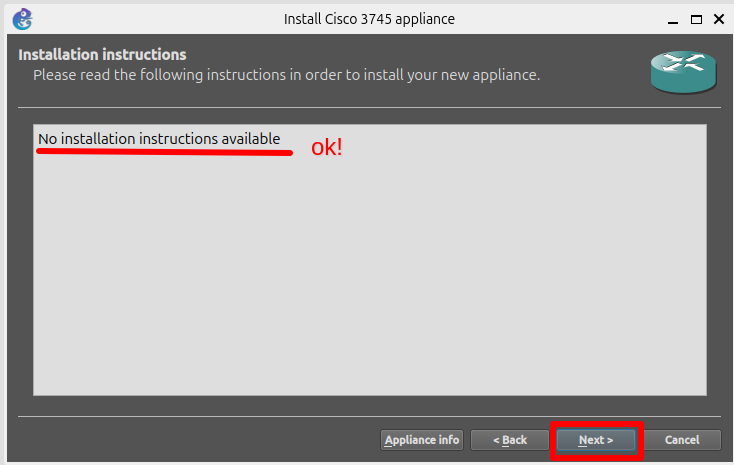 Install Cisco 3745 appliance
Installation instructions
Please read the following instructions in order to install your new appliance.
No installation instructions available
ok!
Appliance info
< Back
Next >
Cancel